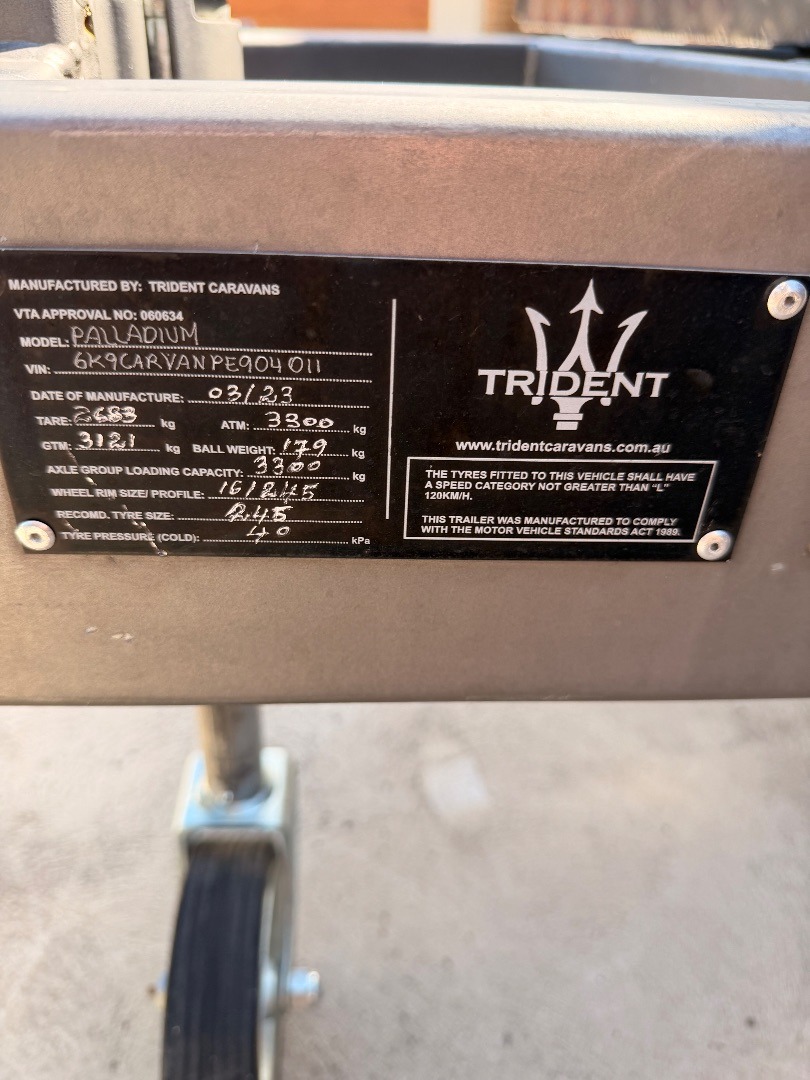 MANUFACTURED BY: TRIDENT CARAVANS
VTA APPROVAL NO: 060634
MODEL: PALLADIUM
VIN: 6K9CARVANPE904011
DATE OF MANUFACTURE: 03/23
TARE: 2683 kg ATM: 3300 kg
GTM: 3121 kg BALL WEIGHT: 179 kg
AXLE GROUP LOADING CAPACITY: 3300 kg
WHEEL RIM SIZE/ PROFILE: 16/245
RECOMD. TYRE SIZE: 245
TYRE PRESSURE (COLD): 40 kPa
TRIDENT
www.tridentcaravans.com.au
THE TYRES FITTED TO THIS VEHICLE SHALL HAVE
A SPEED CATEGORY NOT GREATER THAN "L"
120KM/H.
THIS TRAILER WAS MANUFACTURED TO COMPLY
WITH THE MOTOR VEHICLE STANDARDS ACT 1989.